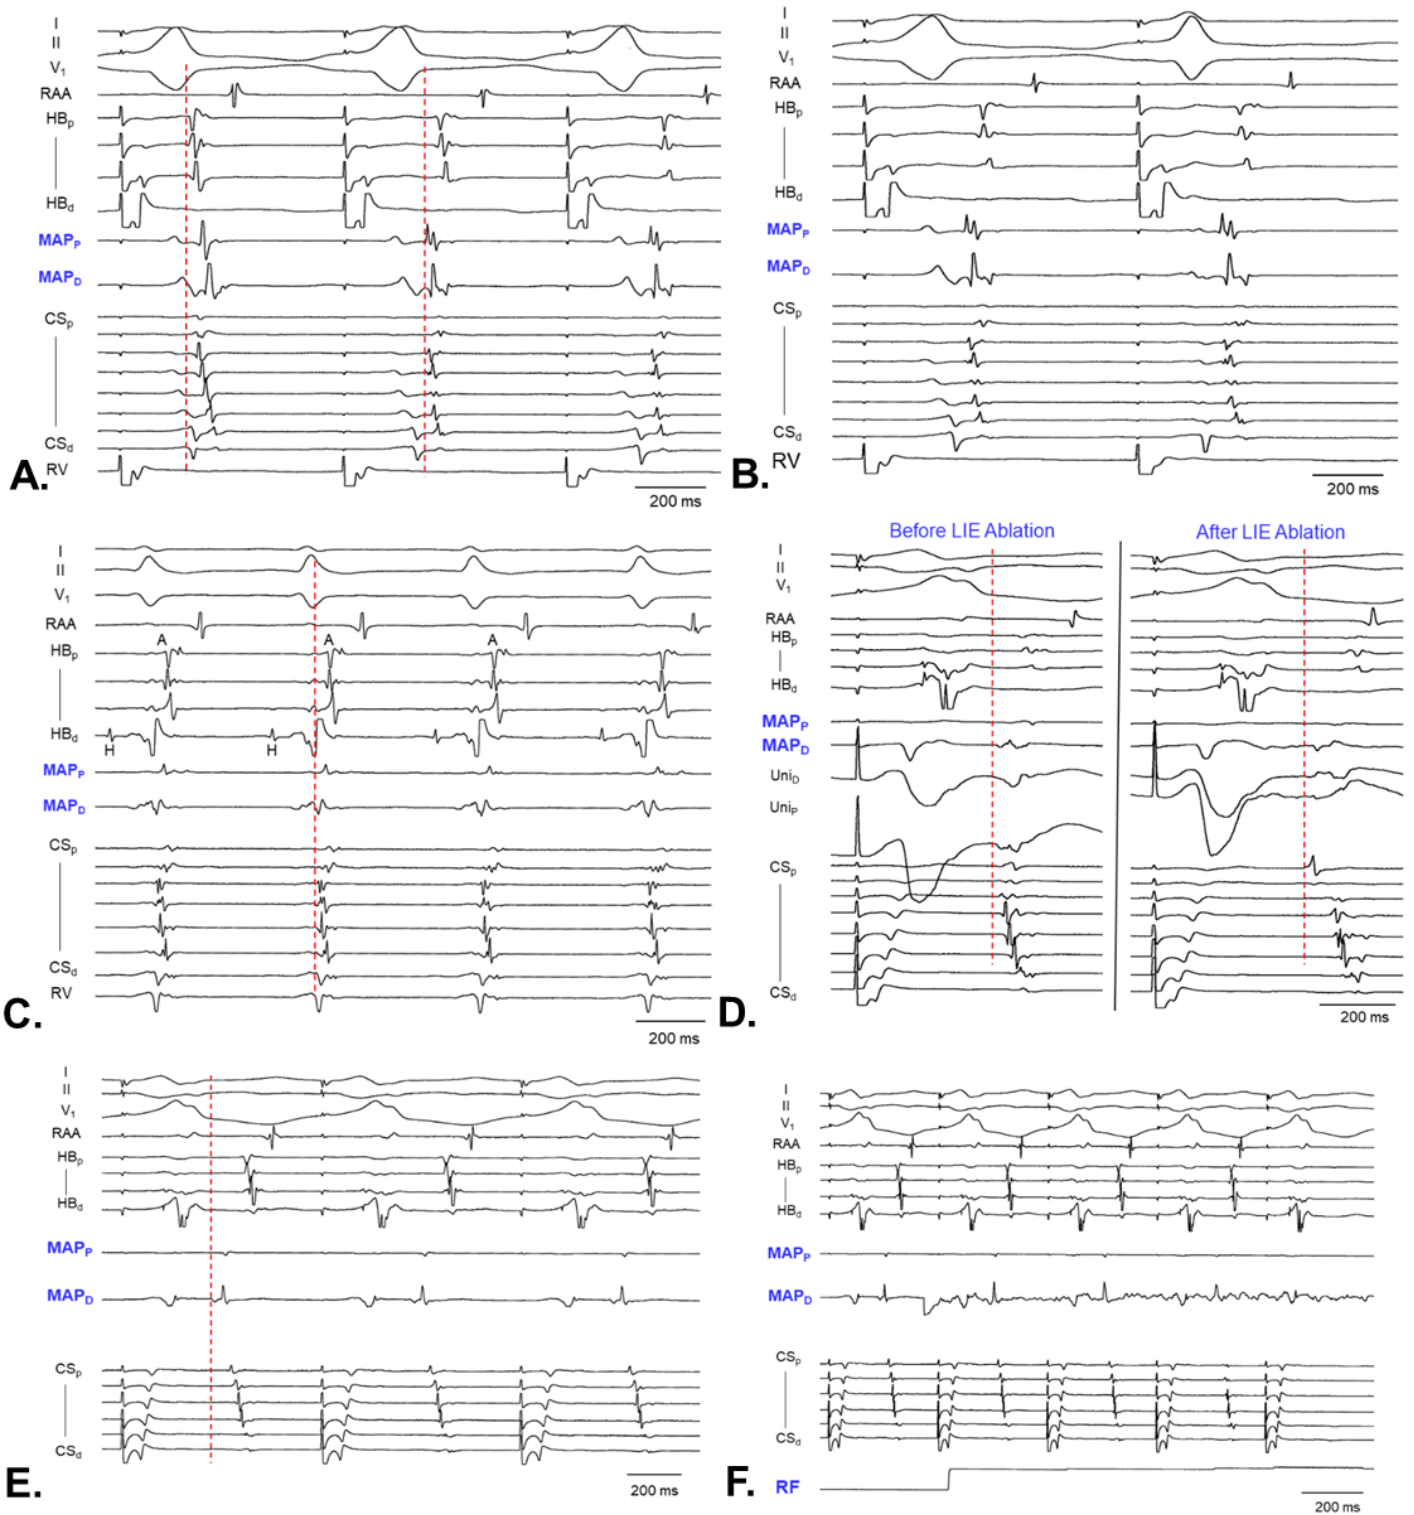 I
II
V1
RAA
HBp
HBd
MAPP
MAPD
CSp
CSd
RV
A.
200 ms
I
II
V1
RAA
HBp
HBd
MAPP
MAPD
CSp
CSd
RV
B.
200 ms
I
II
V1
RAA
HBp
A A A
HBd
H H
MAPP
MAPD
CSp
CSd
RV
C.
200 ms
Before LIE Ablation After LIE Ablation
I
II
V1
RAA
HBp
HBd
MAPP
MAPD
UniD
UniP
CSp
CSd
D.
200 ms
I
II
V1
RAA
HBp
HBd
MAPP
MAPD
CSp
CSd
E.
200 ms
I
II
V1
RAA
HBp
HBd
MAPP
MAPD
CSp
CSd
RF
F.
200 ms